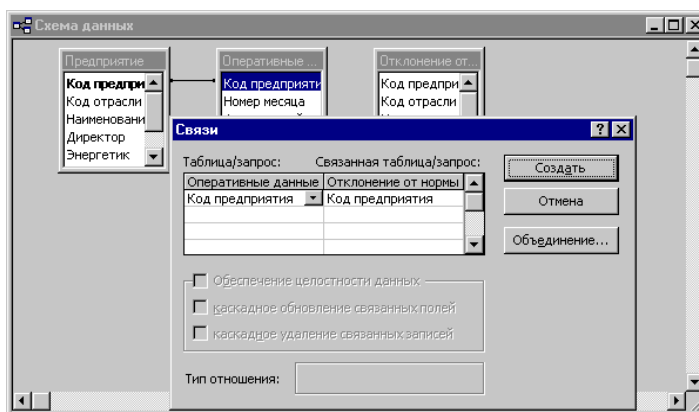 Схема данных
Предприятие
Код предпри
Код отрасли
Наименовани
Директор
Энергетик
Оперативные ...
Код предприяти
Номер месяца
Отклонение от...
Код предпри
Код отрасли
Связи
Таблица/запрос: Связанная таблица/запрос:
Оперативные данные Отклонение от нормы
Код предприятия Код предприятия
Создать
Отмена
Объединение...
Обеспечение целостности данных
каскадное обновление связанных полей
каскадное удаление связанных записей
Тип отношения: